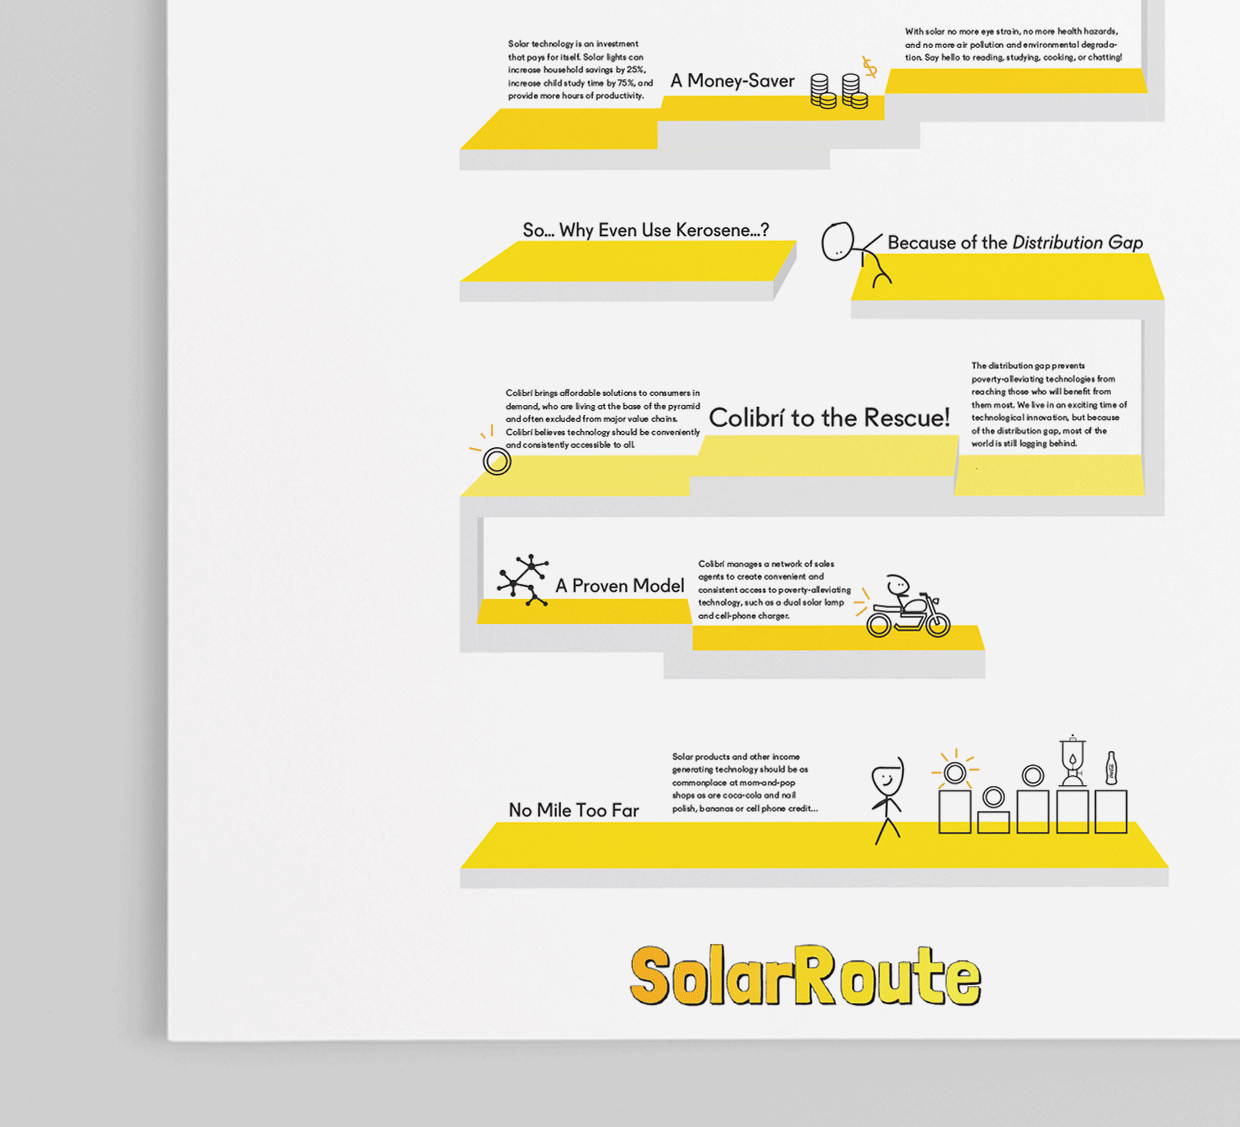 With solar no more eye strain, no more health hazards,
and no more air pollution and environmental degrada-
tion. Say hello to reading, studying, cooking, or chatting!
Solar technology is an investment
that pays for itself. Solar lights can
increase household savings by 25%,
increase child study time by 75%, and
provide more hours of productivity.
A Money-Saver
$
So... Why Even Use Kerosene...?
Because of the Distribution Gap
The distribution gap prevents
poverty-alleviating technologies from
reaching those who will benefit from
them most. We live in an exciting time of
technological innovation, but because
of the distribution gap, most of the
world is still lagging behind.
Colibrí to the Rescue!
Colibrí brings affordable solutions to consumers in
demand, who are living at the base of the pyramid
and often excluded from major value chains.
Colibrí believes technology should be conveniently
and consistently accessible to all.
A Proven Model
Colibrí manages a network of sales
agents to create convenient and
consistent access to poverty-alleviating
technology, such as a dual solar lamp
and cell-phone charger.
No Mile Too Far
Solar products and other income
generating technology should be as
commonplace at mom-and-pop
shops as are coca-cola and nail
polish, bananas or cell phone credit...
SolarRoute